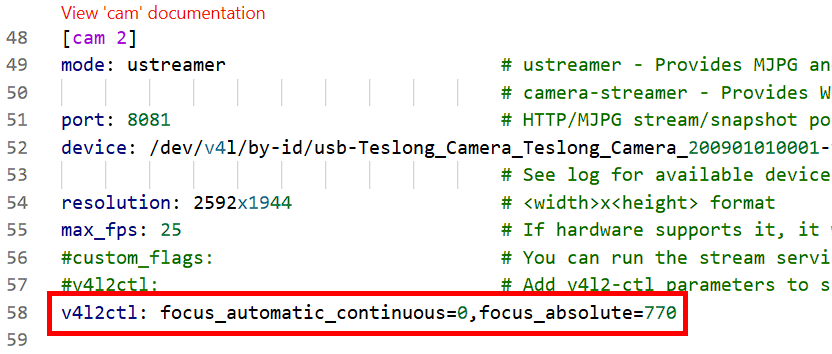 View 'cam' documentation
48 [cam 2]
49 mode: ustreamer # ustreamer - Provides MJPG an
50 # camera-streamer - Provides W
51 port: 8081 # HTTP/MJPG stream/snapshot po
52 device: /dev/v4l/by-id/usb-Teslong_Camera_Teslong_Camera_200901010001-
53 # See log for available device
54 resolution: 2592x1944 # <width>x<height> format
55 max_fps: 25 # If hardware supports it, it
56 #custom_flags: # You can run the stream servi
57 #v4l2ctl: # Add v4l2-ctl parameters to s
58 v4l2ctl: focus_automatic_continuous=0,focus_absolute=770
59